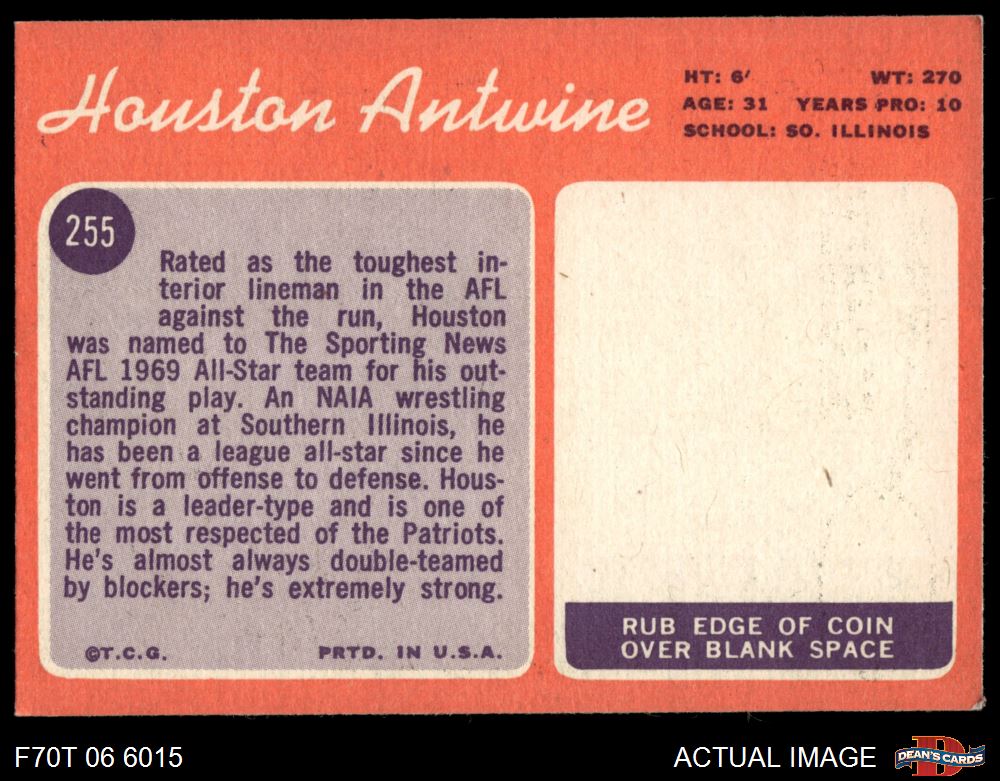 Houston Antwine
HT: 6' WT: 270
AGE: 31 YEARS PRO: 10
SCHOOL: SO. ILLINOIS
255
Rated as the toughest in-
terior lineman in the AFL
against the run, Houston
was named to The Sporting News
AFL 1969 All-Star team for his out-
standing play. An NAIA wrestling
champion at Southern Illinois, he
has been a league all-star since he
went from offense to defense. Hous-
ton is a leader-type and is one of
the most respected of the Patriots.
He's almost always double-teamed
by blockers; he's extremely strong.
©T.C.G. PRTD. IN U.S.A.
RUB EDGE OF COIN
OVER BLANK SPACE
F70T 06 6015 ACTUAL IMAGE
D
DEAN'S CARDS